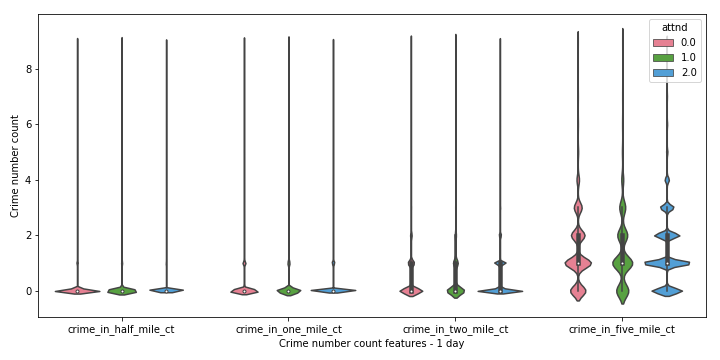 attnd
0.0
1.0
2.0
8
6
4
2
0
Crime number count
crime_in_half_mile_ct crime_in_one_mile_ct crime_in_two_mile_ct crime_in_five_mile_ct
Crime number count features - 1 day